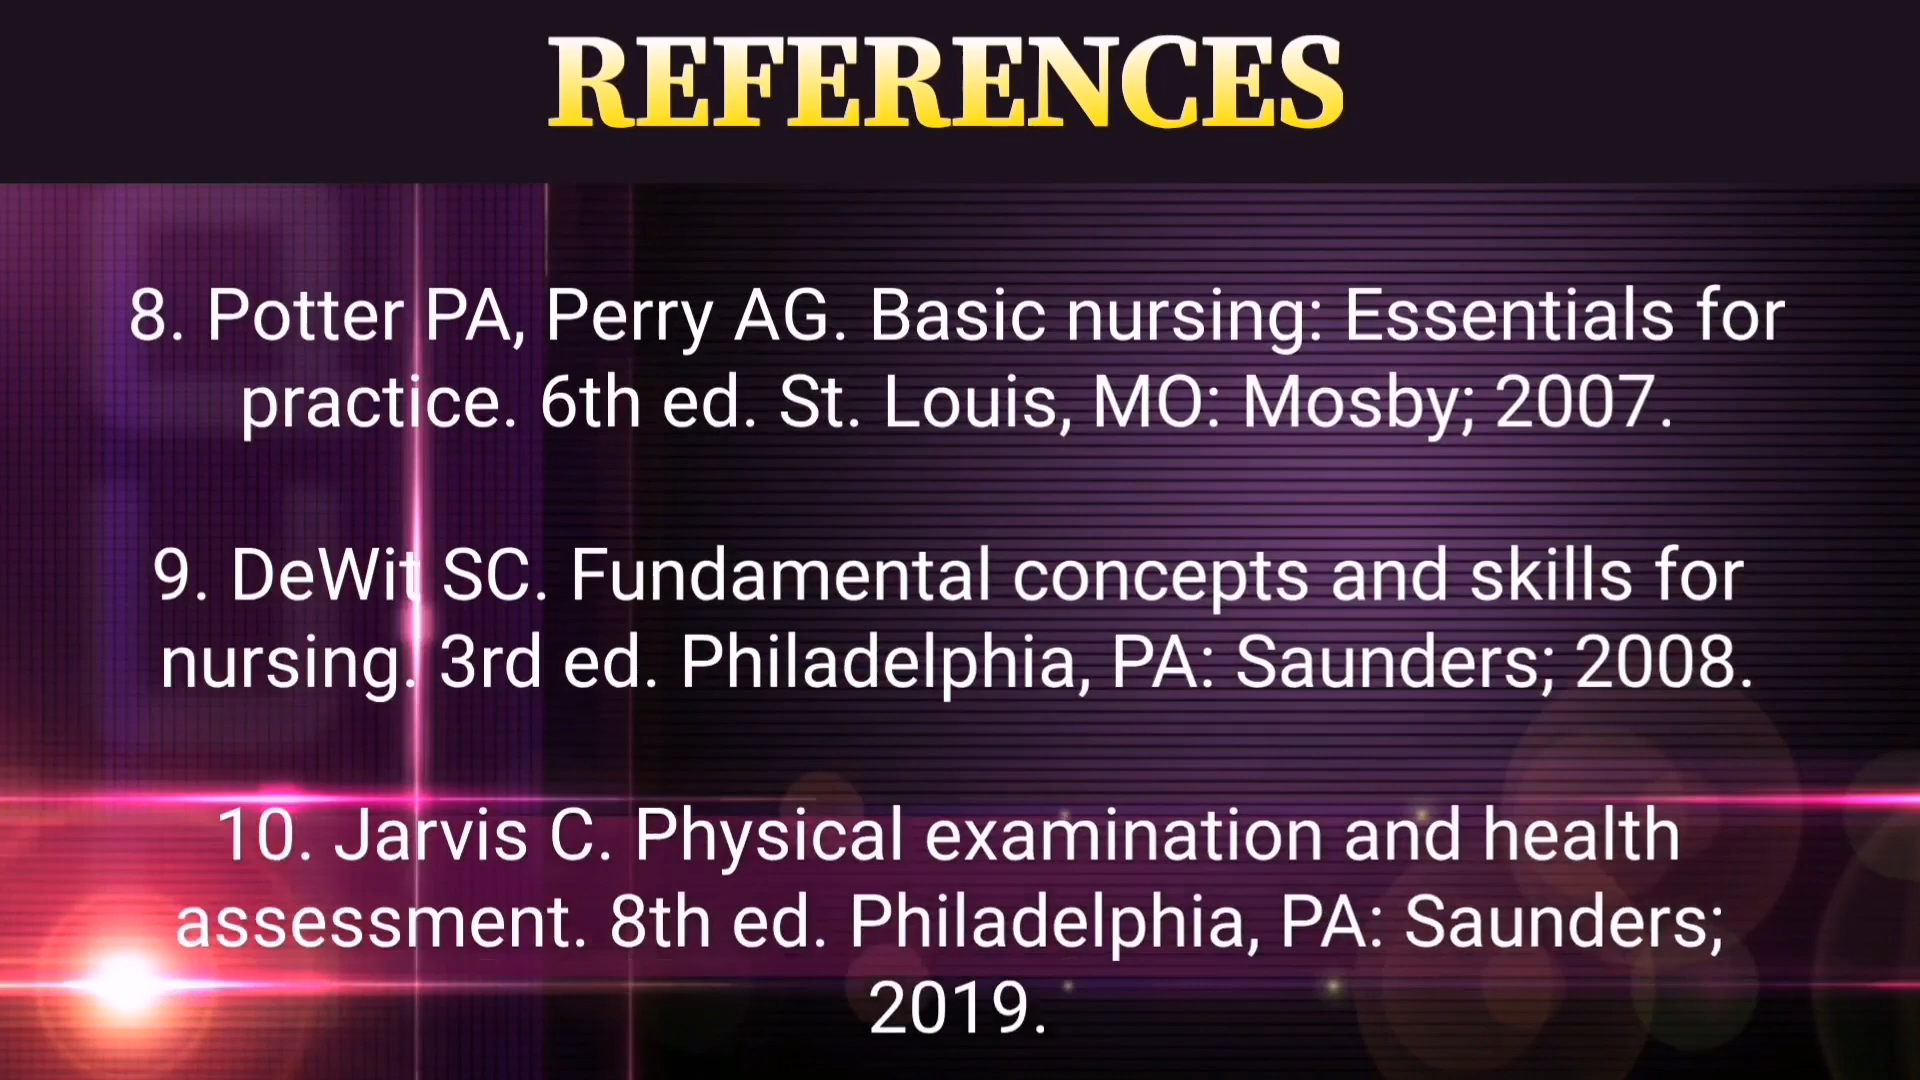 REFERENCES
8. Potter PA, Perry AG. Basic nursing: Essentials for
practice. 6th ed. St. Louis, MO: Mosby; 2007.
9. DeWit SC. Fundamental concepts and skills for
nursing. 3rd ed. Philadelphia, PA: Saunders; 2008.
10. Jarvis C. Physical examination and health
assessment. 8th ed. Philadelphia, PA: Saunders;
2019.